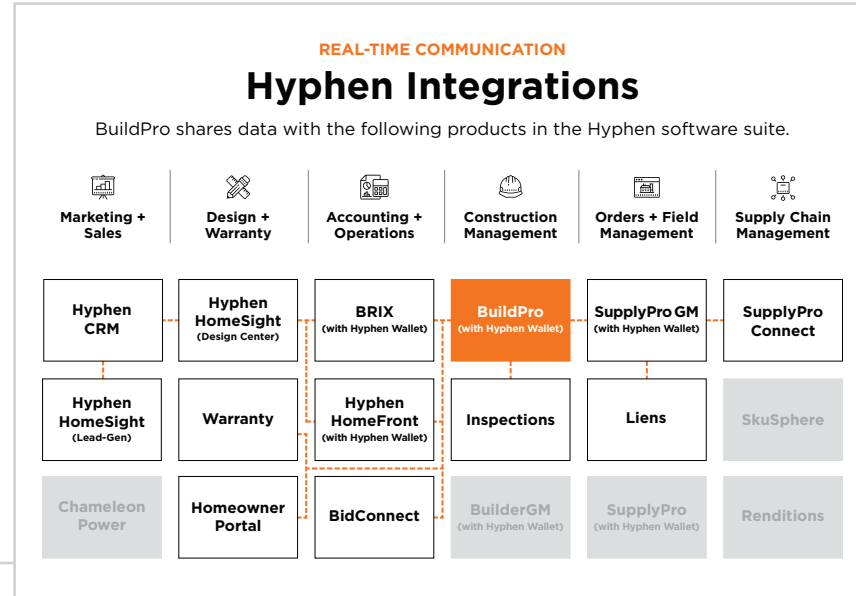 REAL-TIME COMMUNICATION
Hyphen Integrations
BuildPro shares data with the following products in the Hyphen software suite.
Marketing +
Sales
Design +
Warranty
Accounting +
Operations
Construction
Management
Orders + Field
Management
Supply Chain
Management
Hyphen
CRM
Hyphen
HomeSight
(Design Center)
BRIX
(with Hyphen Wallet)
BuildPro
(with Hyphen Wallet)
SupplyPro GM
(with Hyphen Wallet)
SupplyPro
Connect
Hyphen
HomeSight
(Lead-Gen)
Warranty
Hyphen
HomeFront
(with Hyphen Wallet)
Inspections
Liens
SkuSphere
Chameleon
Power
Homeowner
Portal
BidConnect
BuilderGM
(with Hyphen Wallet)
SupplyPro
(with Hyphen Wallet)
Renditions